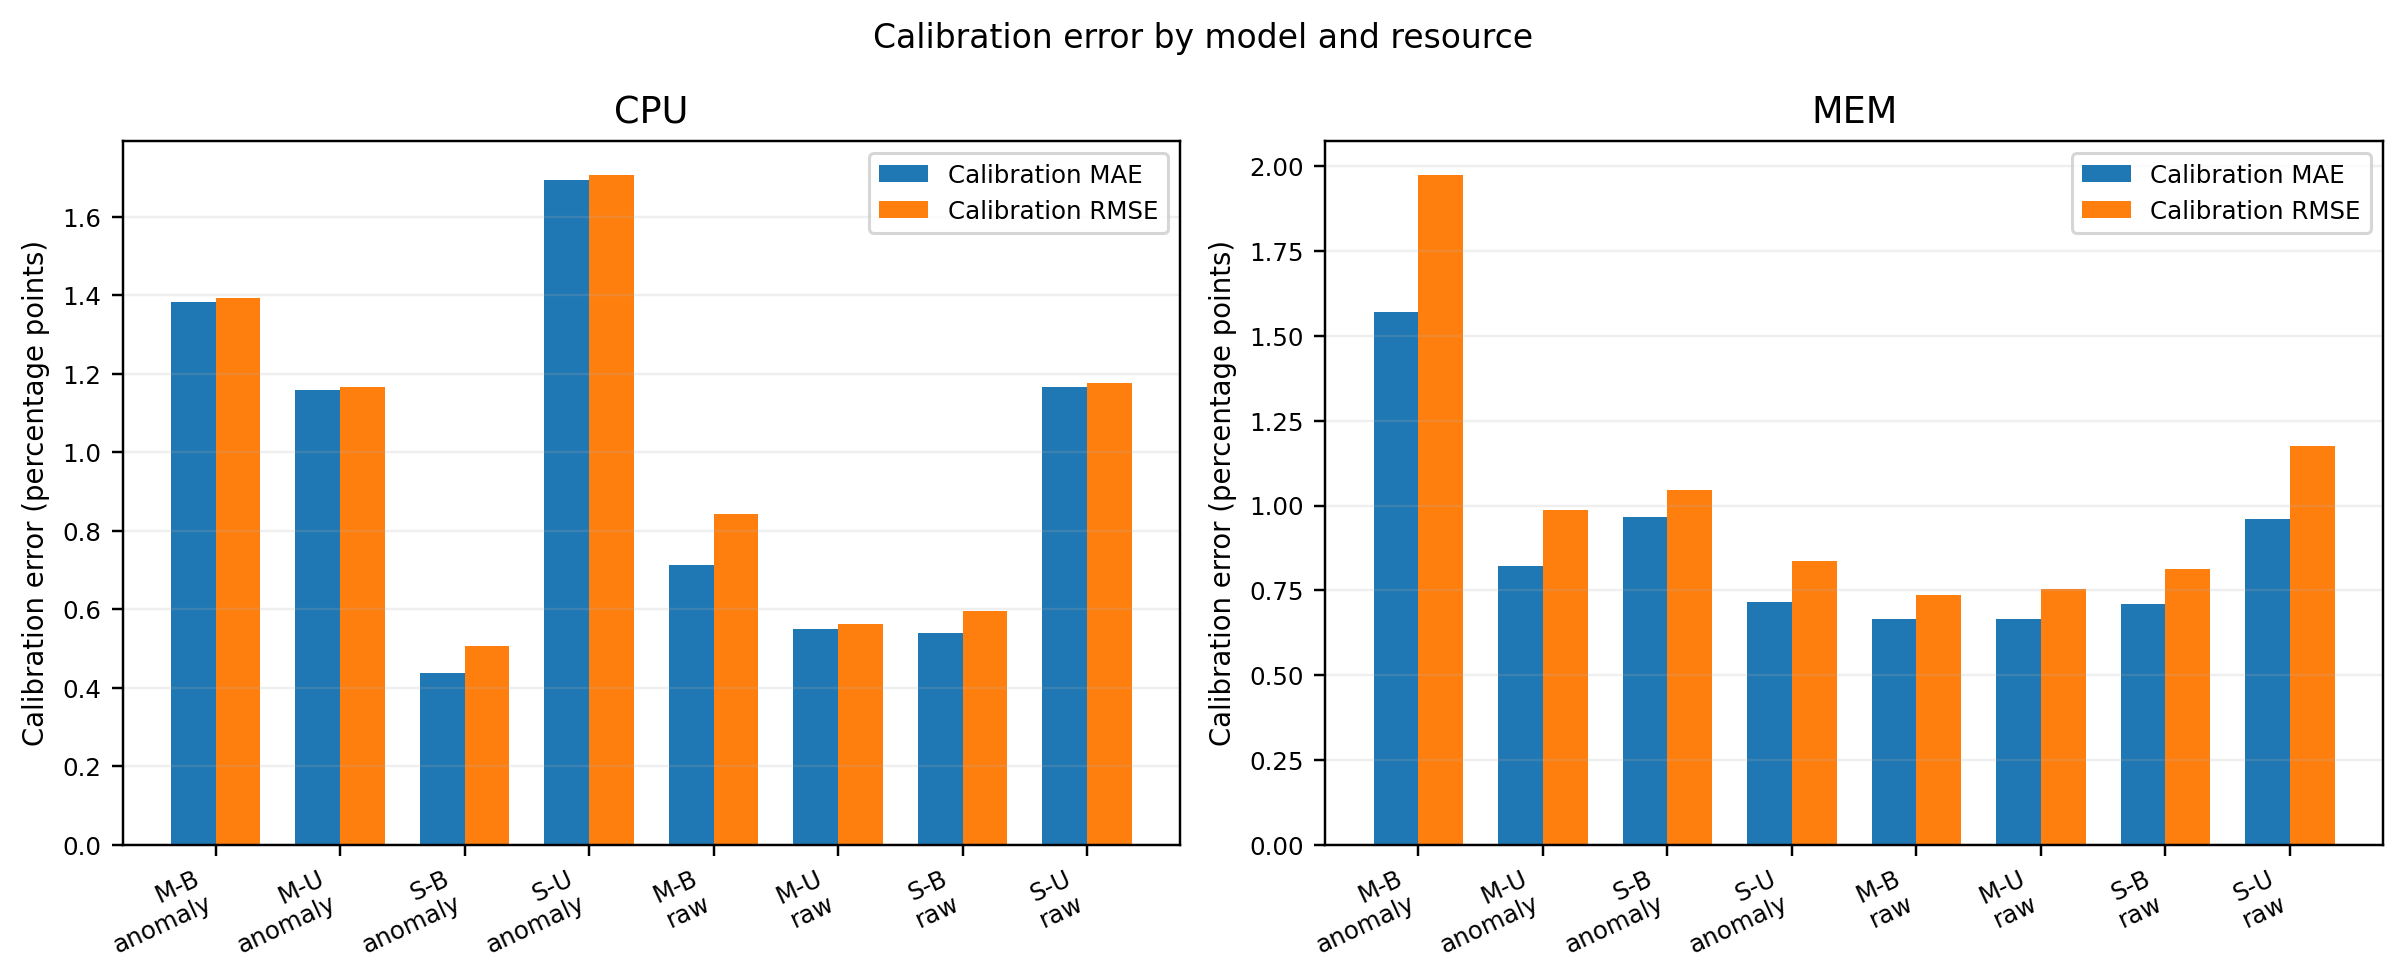 Calibration error by model and resource
CPU
Calibration error (percentage points)
1.6
1.4
1.2
1.0
0.8
0.6
0.4
0.2
0.0
Calibration MAE
Calibration RMSE
M-B
anomaly
M-U
anomaly
S-B
anomaly
S-U
anomaly
M-B
raw
M-U
raw
S-B
raw
S-U
raw
MEM
Calibration error (percentage points)
2.00
1.75
1.50
1.25
1.00
0.75
0.50
0.25
0.00
Calibration MAE
Calibration RMSE
M-B
anomaly
M-U
anomaly
S-B
anomaly
S-U
anomaly
M-B
raw
M-U
raw
S-B
raw
S-U
raw